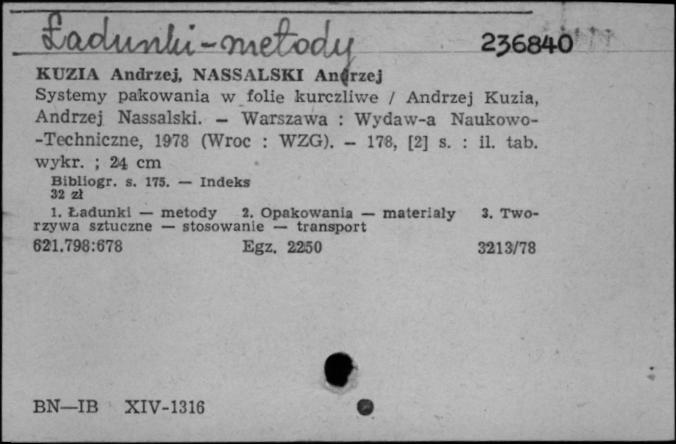 Ładunki-metody 236840
KUZIA Andrzej, NASSALSKI Andrzej
Systemy pakowania w folie kurczliwe / Andrzej Kuzia,
Andrzej Nassalski. — Warszawa : Wydaw-a Naukowo-
-Techniczne, 1978 (Wroc : WZG). — 178, [2] s. : il. tab.
wykr. ; 24 cm
Bibliogr. s. 175. — Indeks
32 zł
1. Ładunki — metody 2. Opakowania — materiały 3. Two-
rzywa sztuczne — stosowanie — transport
621.798:678 Egz. 2250 3213/78
BN—IB XIV-1316